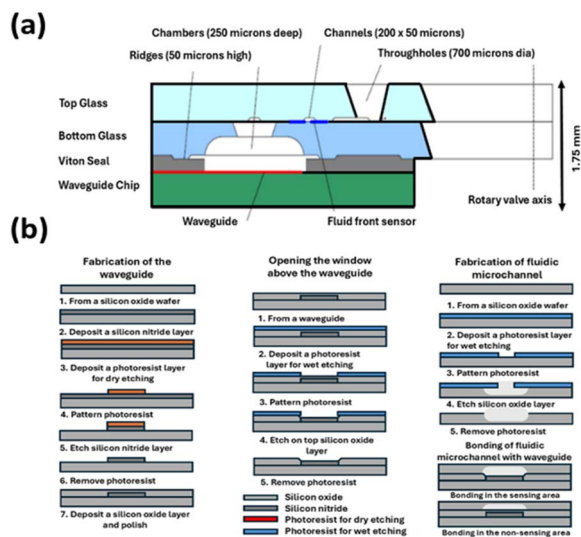 (a)
Chambers (250 microns deep)
Channels (200 x 50 microns)
Ridges (50 microns high)
Throughholes (700 microns dia)
Top Glass
Bottom Glass
Viton Seal
Waveguide Chip
1.75 mm
Waveguide
Fluid front sensor
Rotary valve axis
(b)
Fabrication of the
waveguide
1. From a silicon oxide wafer
2. Deposit a silicon nitride layer
3. Deposit a photoresist layer
for dry etching
4. Pattern photoresist
5. Etch silicon nitride layer
6. Remove photoresist
7. Deposit a silicon oxide layer
and polish
Opening the window
above the waveguide
1. From a waveguide
2. Deposit a photoresist
layer for wet etching
3. Pattern photoresist
4. Etch on top silicon oxide
layer
5. Remove photoresist
Silicon oxide
Silicon nitride
Photoresist for dry etching
Photoresist for wet etching
Fabrication of fluidic
microchannel
1. From a silicon oxide wafer
2. Deposit a photoresist layer
for wet etching
3. Pattern photoresist
4. Etch silicon oxide layer
5. Remove photoresist
Bonding of fluidic
microchannel with waveguide
Bonding in the sensing area
Bonding in the non-sensing area